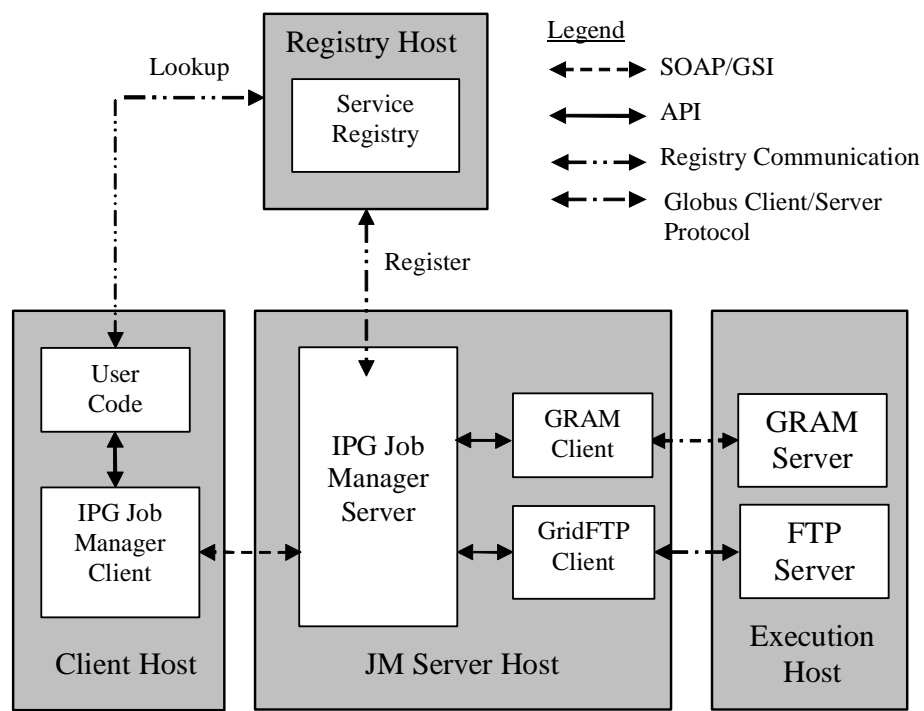 Registry Host
Service
Registry
Lookup
Legend
SOAP/GSI
API
Registry Communication
Globus Client/Server
Protocol
Register
User
Code
IPG Job
Manager
Client
Client Host
IPG Job
Manager
Server
GRAM
Client
GridFTP
Client
JM Server Host
GRAM
Server
FTP
Server
Execution
Host